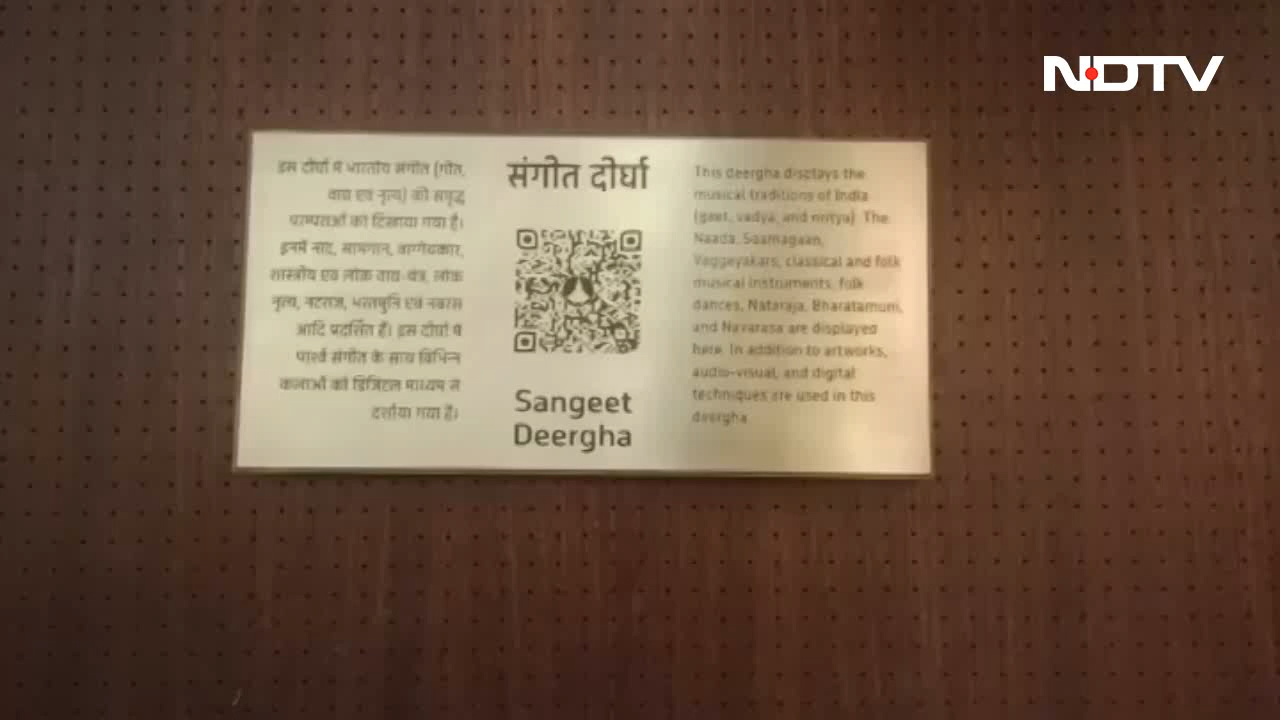 NDTV
इस दीर्घा में भारतीय संगीत (गीत,
वाद्य एवं नृत्य) की समृद्ध
परम्पराओं को दिखाया गया है।
इनमें नाद, सामगान, वाग्गेयकार,
शास्त्रीय एवं लोक वाद्य-यंत्र, लोक
नृत्य, नटराज, भरतमुनि एवं नवरस
आदि प्रदर्शित हैं। इस दीर्घा में
पार्श्व संगीत के साथ विभिन्न
कलाओं को डिजिटल माध्यम से
दर्शाया गया है।
संगीत दीर्घा
Sangeet
Deergha
This deergha displays the
musical traditions of India
(geet, vadya, and nritya). The
Naada, Saamagaan,
Vaggeyakars, classical and folk
musical instruments, folk
dances, Nataraja, Bharatamuni,
and Navarasa are displayed
here. In addition to artworks,
audio-visual, and digital
techniques are used in this
deergha.